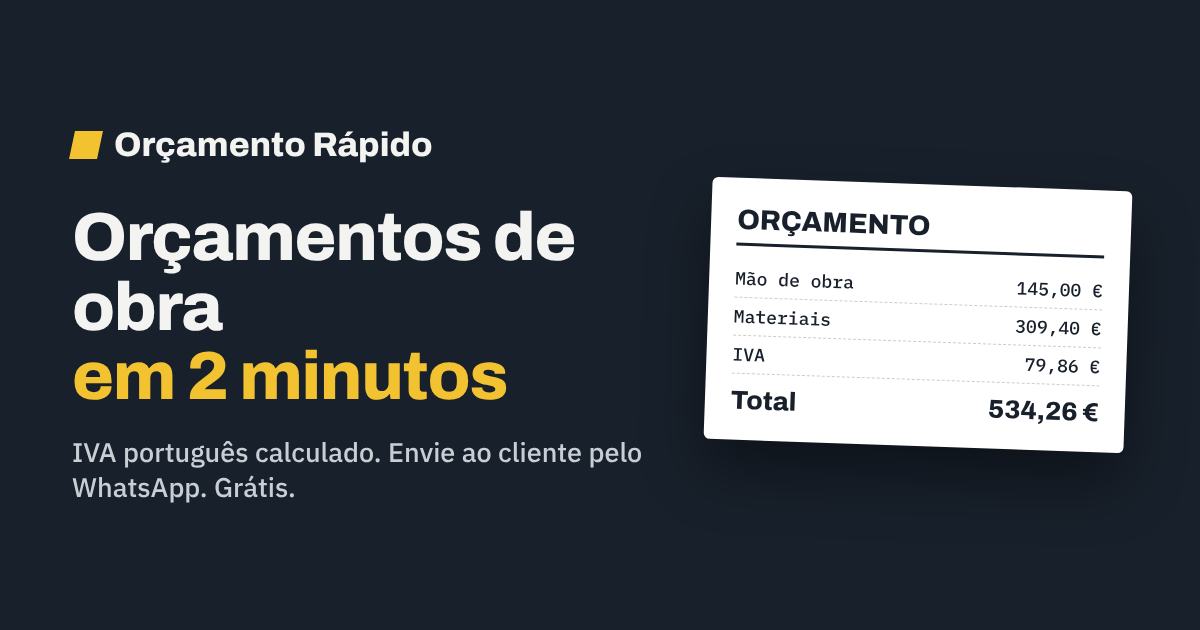 Orçamento Rápido
Orçamentos de
obra
em 2 minutos
IVA português calculado. Envie ao cliente pelo
WhatsApp. Grátis.
ORÇAMENTO
Mão de obra 145,00 €
Materiais 309,40 €
IVA 79,86 €
Total 534,26 €